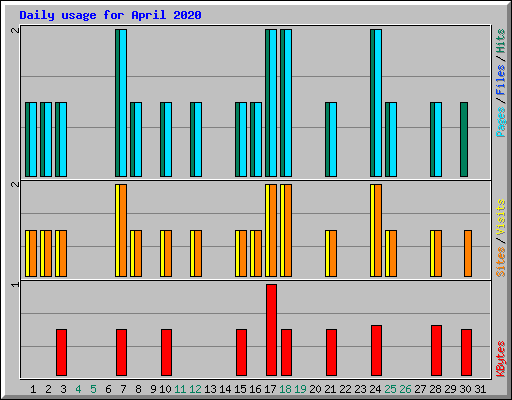 Daily usage for April 2020
2
Pages/Files/Hits
2
Sites/Visits
1
KBytes
1 2 3 4 5 6 7 8 9 10 11 12 13 14 15 16 17 18 19 20 21 22 23 24 25 26 27 28 29 30 31